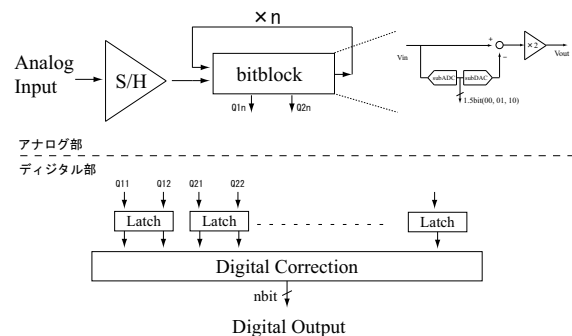 ×n
Analog
Input
S/H
bitblock
Q1n
Q2n
Vin
+
−
×2
Vout
subADC
subDAC
1.5bit(00, 01, 10)
アナログ部
ディジタル部
Q11
Q12
Q21
Q22
Latch
Latch
Latch
Digital Correction
nbit
Digital Output